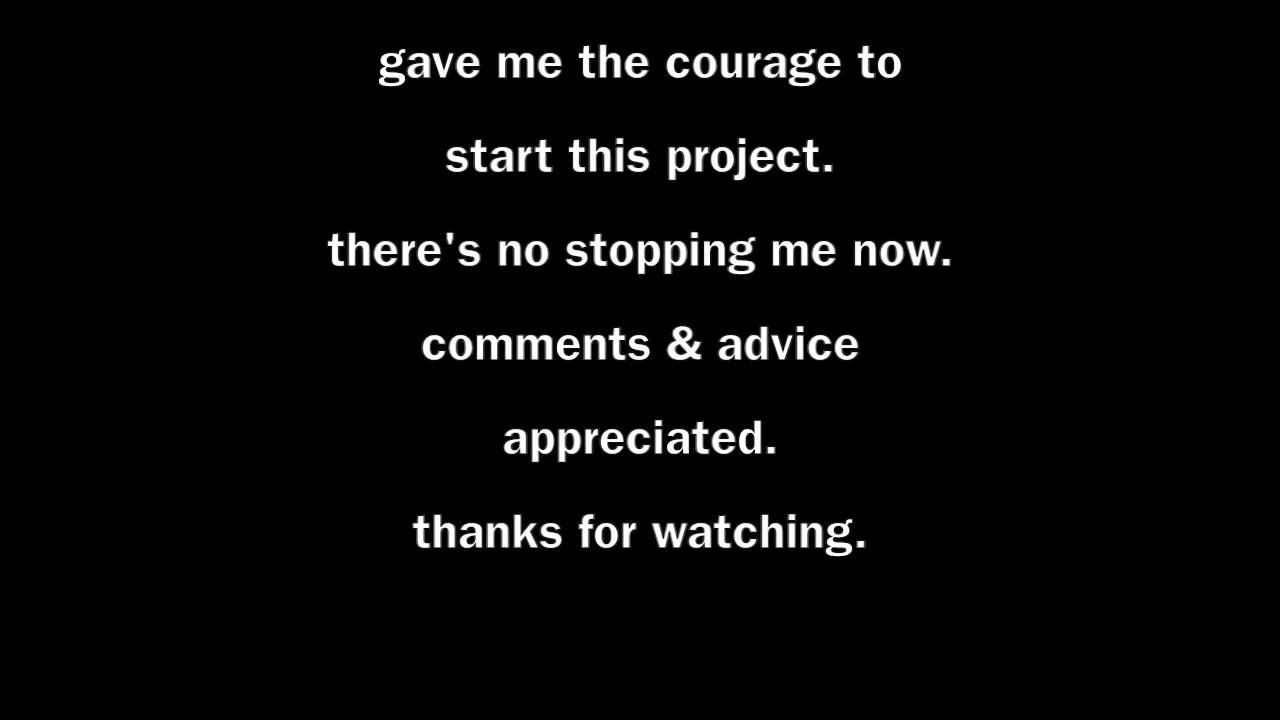 gave me the courage to
start this project.
there's no stopping me now.
comments & advice
appreciated.
thanks for watching.